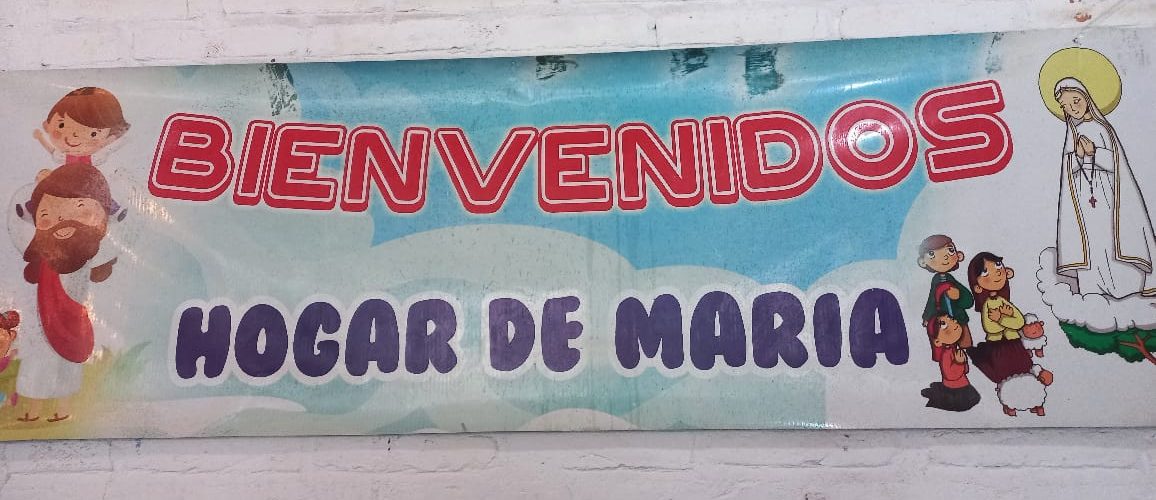 BIENVENIDOS
HOGAR DE MARIA